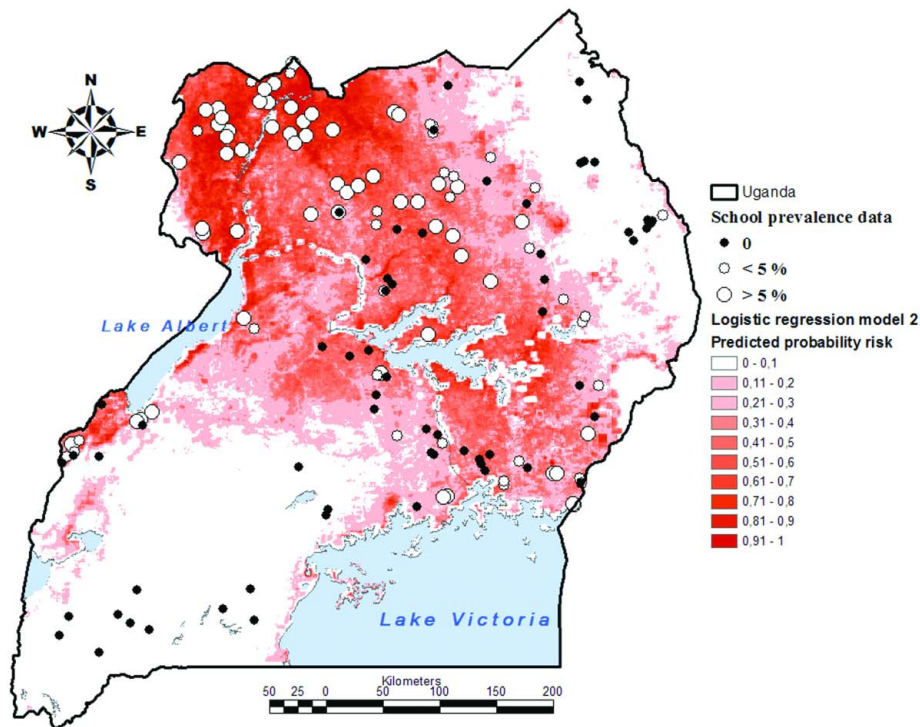 N
W E
S
Lake Albert
Lake Victoria
Uganda
School prevalence data
0
< 5 %
> 5%
Logistic regression model 2
Predicted probability risk
0 - 0,1
0,11 - 0,2
0,21 - 0,3
0,31 - 0,4
0,41 - 0,5
0,51 - 0,6
0,61 - 0,7
0,71 - 0,8
0,81 - 0,9
0,91 - 1
Kilometers
50 25 0 50 100 150 200